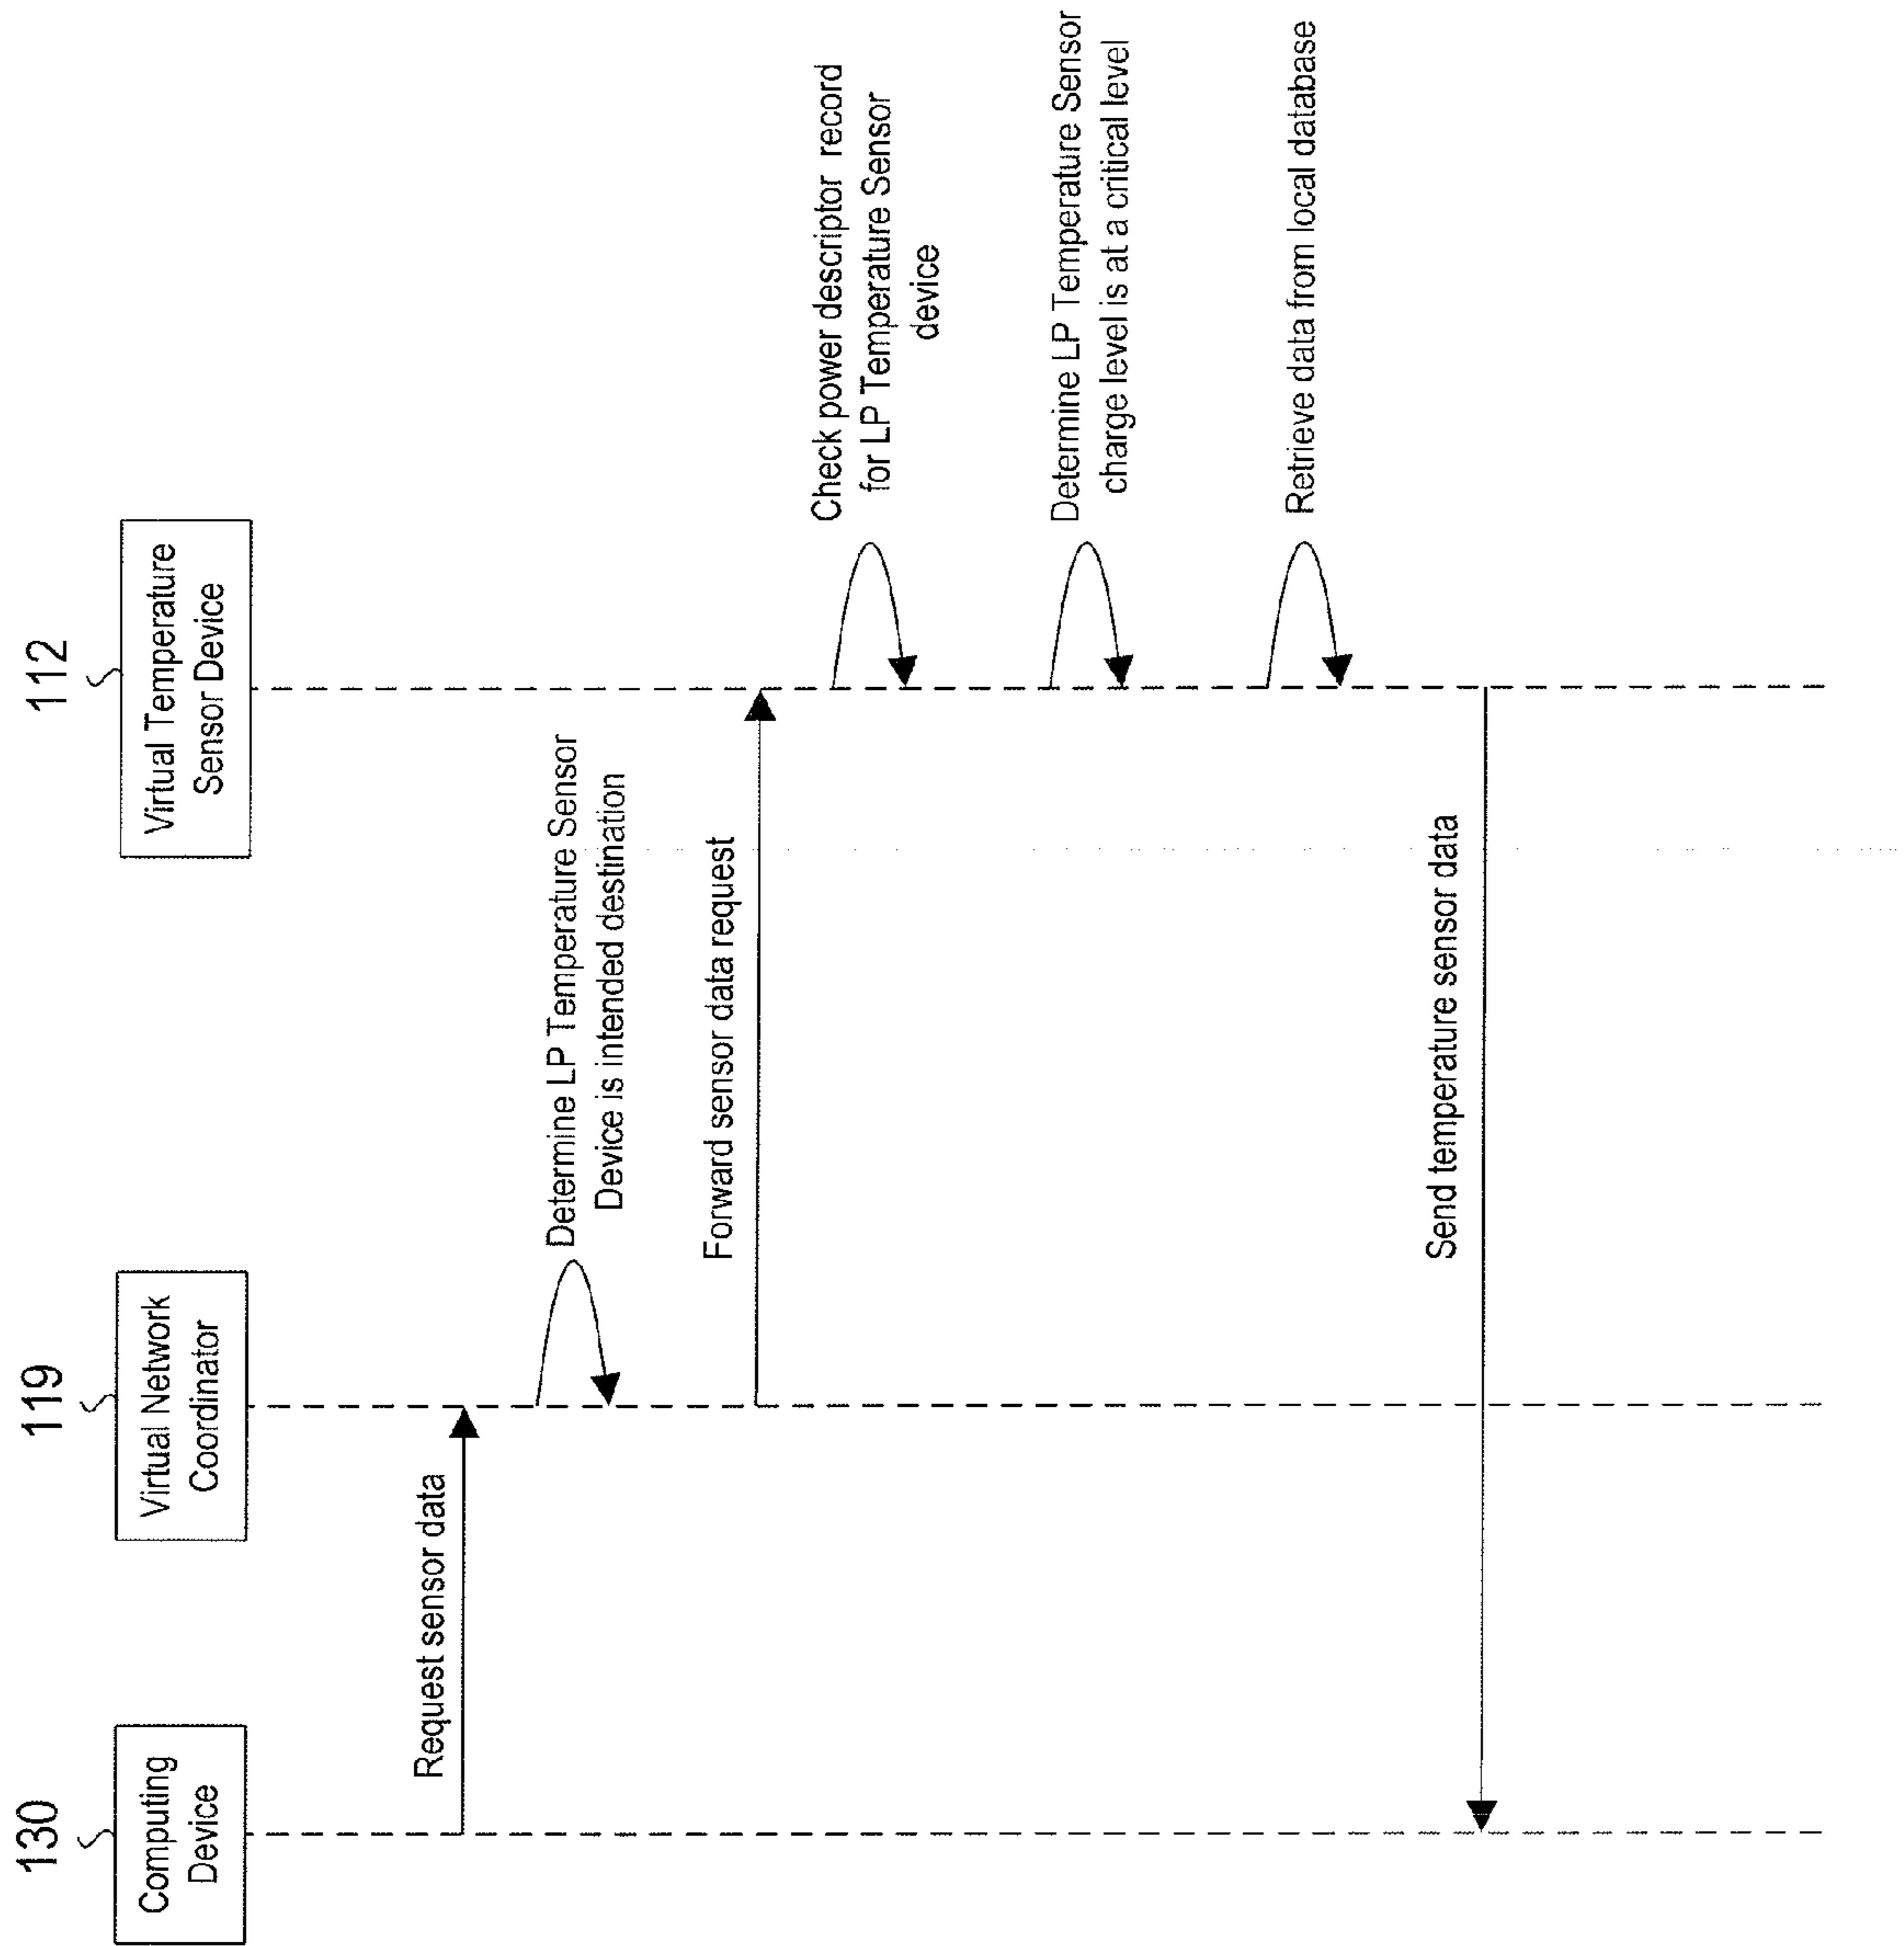 130
Computing
Device
119
Virtual Network
Coordinator
112
Virtual Temperature
Sensor Device
Request sensor data
Determine LP Temperature Sensor
Device is intended destination
Forward sensor data request
Check power descriptor record
for LP Temperature Sensor
device
Determine LP Temperature Sensor
charge level is at a critical level
Retrieve data from local database
Send temperature sensor data